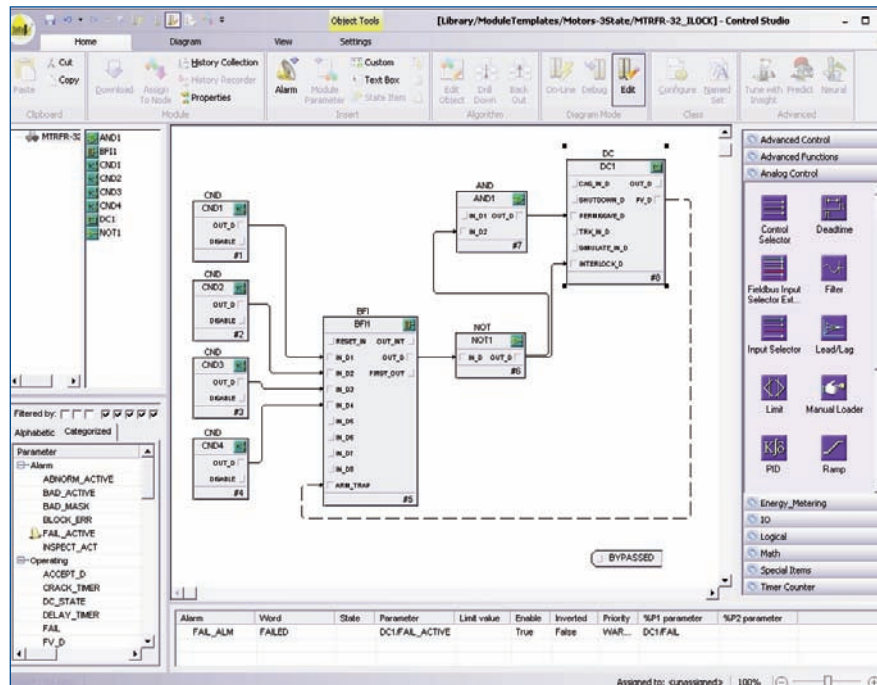 Object Tools
[Library/ModuleTemplates/Motors-3State/MTRFR-32_ILOCK] - Control Studio
Home
Diagram
View
Settings
Paste
Cut
Copy
Clipboard
Download
Assign To Node
History Collection
History Recorder
Properties
Module
Alarm
Module Parameter
Custom
Text Box
State Item
Insert
Edit Object
Drill Down
Back Out
Algorithm
On-Line
Debug
Edit
Diagram Mode
Configure
Named Set
Class
Tune with Insight
Predict
Neural
Advanced
MTRFR-32
AND1
BFI1
CND1
CND2
CND3
CND4
DC1
NOT1
Filtered by:
Alphabetic
Categorized
Parameter
Alarm
ABNORM_ACTIVE
BAD_ACTIVE
BAD_MASK
BLOCK_ERR
FAIL_ACTIVE
INSPECT_ACT
Operating
ACCEPT_D
CRACK_TIMER
DC_STATE
DELAY_TIMER
FAIL
FV_D
CND
CND1
OUT_D
DISABLE
#1
CND
CND2
OUT_D
DISABLE
#2
CND
CND3
OUT_D
DISABLE
#3
CND
CND4
OUT_D
DISABLE
#4
BFI
BFI1
RESET_IN OUT_INT
IN_D1 OUT_D
IN_D2 FIRST_OUT
IN_D3
IN_D4
IN_D5
IN_D6
IN_D7
IN_D8
ARM_TRAP
#5
NOT
NOT1
IN_D OUT_D
#6
AND
AND1
IN_D1 OUT_D
IN_D2
#7
DC
DC1
CAS_IN_D OUT_D
SHUTDOWN_D FV_D
PERMISSIVE_D
TRK_IN_D
SIMULATE_IN_D
INTERLOCK_D
#8
BYPASSED
Advanced Control
Advanced Functions
Analog Control
Control Selector
Deadtime
Fieldbus Input Selector Ext...
Filter
Input Selector
Lead/Lag
Limit
Manual Loader
PID
Ramp
Energy_Metering
IO
Logical
Math
Special Items
Timer Counter
Alarm Word State Parameter Limit value Enable Inverted Priority %P1 parameter %P2 parameter
FAIL_ALM FAILED DC1/FAIL_ACTIVE True False WAR... DC1/FAIL
Assigned to: <unassigned> 100%